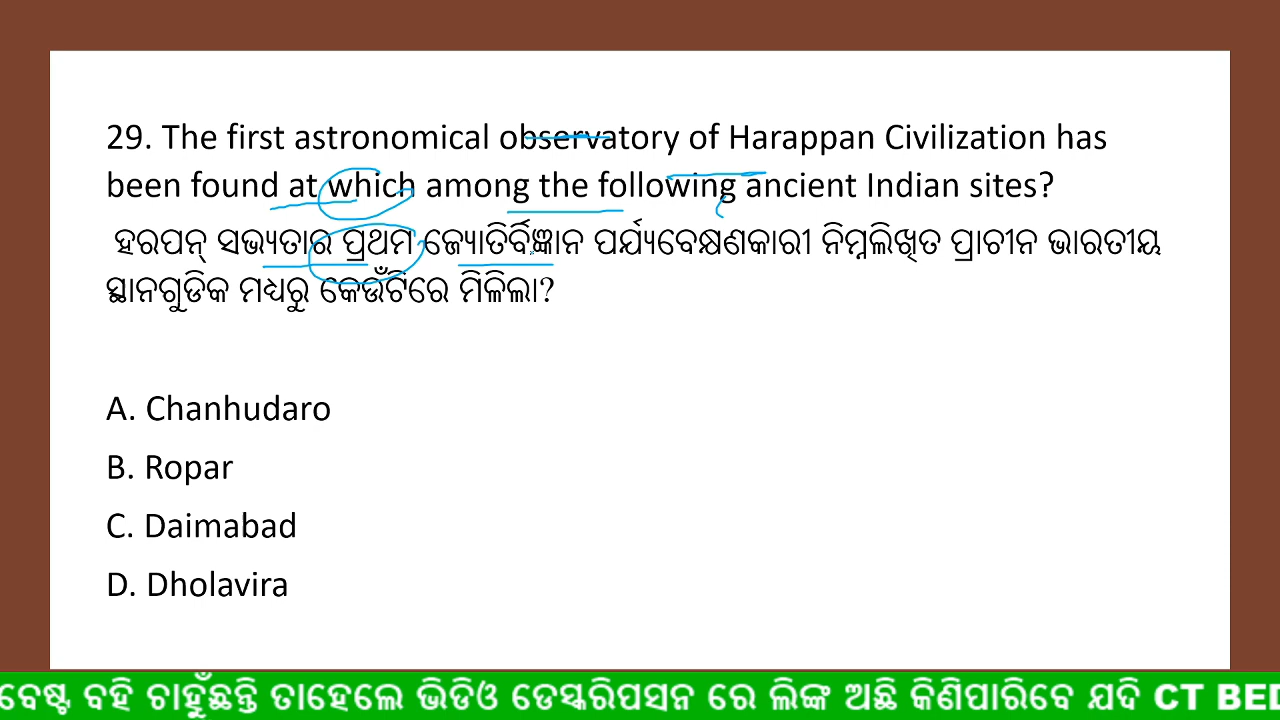 29. The first astronomical observatory of Harappan Civilization has
been found at which among the following ancient Indian sites?
ହରପନ୍ ସଭ୍ୟତାର ପ୍ରଥମ ଜ୍ୟୋତିର୍ବିଜ୍ଞାନ ପର୍ଯ୍ୟବେକ୍ଷଣକାରୀ ନିମ୍ନଲିଖିତ ପ୍ରାଚୀନ ଭାରତୀୟ
ସ୍ଥାନଗୁଡିକ ମଧ୍ୟରୁ କେଉଁଟିରେ ମିଳିଲା?
A. Chanhudaro
B. Ropar
C. Daimabad
D. Dholavira
ବେଷ୍ଟ ବହି ଚାହୁଁଛନ୍ତି ତାହେଲେ ଭିଡିଓ ଡେସ୍କରିପସନ ରେ ଲିଙ୍କ ଅଛି କିଣିପାରିବେ ଯଦି CT BED